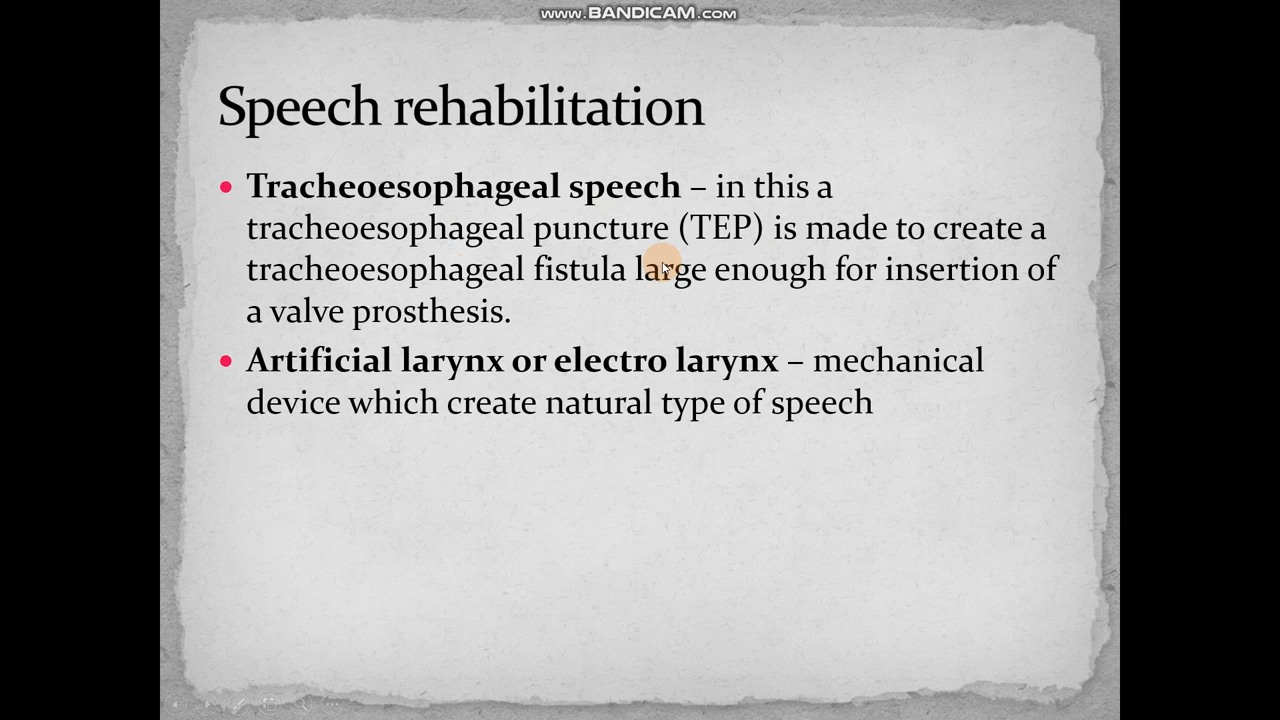 www.BANDICAM.com
Speech rehabilitation
• Tracheoesophageal speech – in this a
tracheoesophageal puncture (TEP) is made to create a
tracheoesophageal fistula large enough for insertion of
a valve prosthesis.
• Artificial larynx or electro larynx – mechanical
device which create natural type of speech